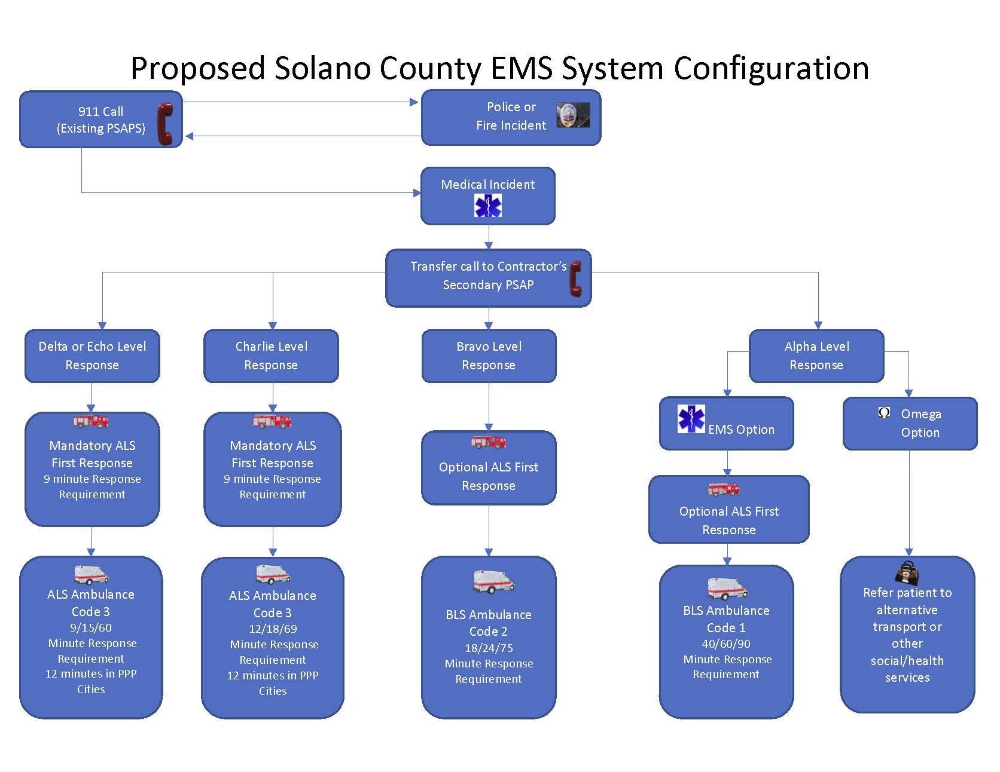 Proposed Solano County EMS System Configuration
911 Call
(Existing PSAPS)
Police or
Fire Incident
Medical Incident
Transfer call to Contractor's
Secondary PSAP
Delta or Echo Level
Response
Charlie Level
Response
Bravo Level
Response
Alpha Level
Response
EMS Option
Ω Omega
Option
Mandatory ALS
First Response
9 minute Response
Requirement
Mandatory ALS
First Response
9 minute Response
Requirement
Optional ALS First
Response
Optional ALS First
Response
ALS Ambulance
Code 3
9/15/60
Minute Response
Requirement
12 minutes in PPP
Cities
ALS Ambulance
Code 3
12/18/69
Minute Response
Requirement
12 minutes in PPP
Cities
BLS Ambulance
Code 2
18/24/75
Minute Response
Requirement
BLS Ambulance
Code 1
40/60/90
Minute Response
Requirement
Refer patient to
alternative
transport or
other
social/health
services